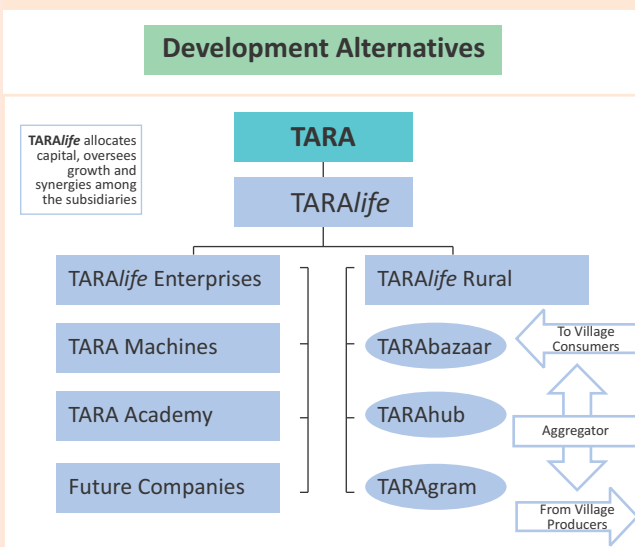 Development Alternatives
TARAlife allocates
capital, oversees
growth and
synergies among
the subsidiaries
TARA
TARAlife
TARAlife Enterprises
TARA Machines
TARA Academy
Future Companies
TARAlife Rural
TARAbazaar
TARAhub
TARAgram
To Village
Consumers
Aggregator
From Village
Producers